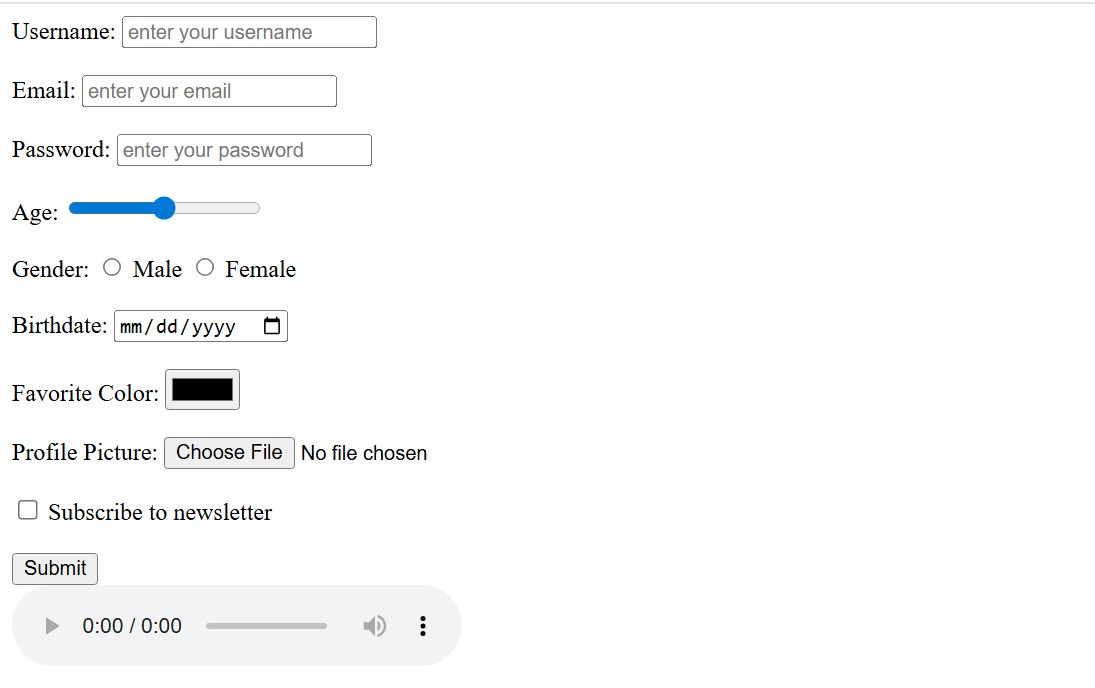 Username: enter your username
Email: enter your email
Password: enter your password
Age:
Gender: Male Female
Birthdate: mm/dd/yyyy
Favorite Color:
Profile Picture: Choose File No file chosen
Subscribe to newsletter
Submit
0:00 / 0:00